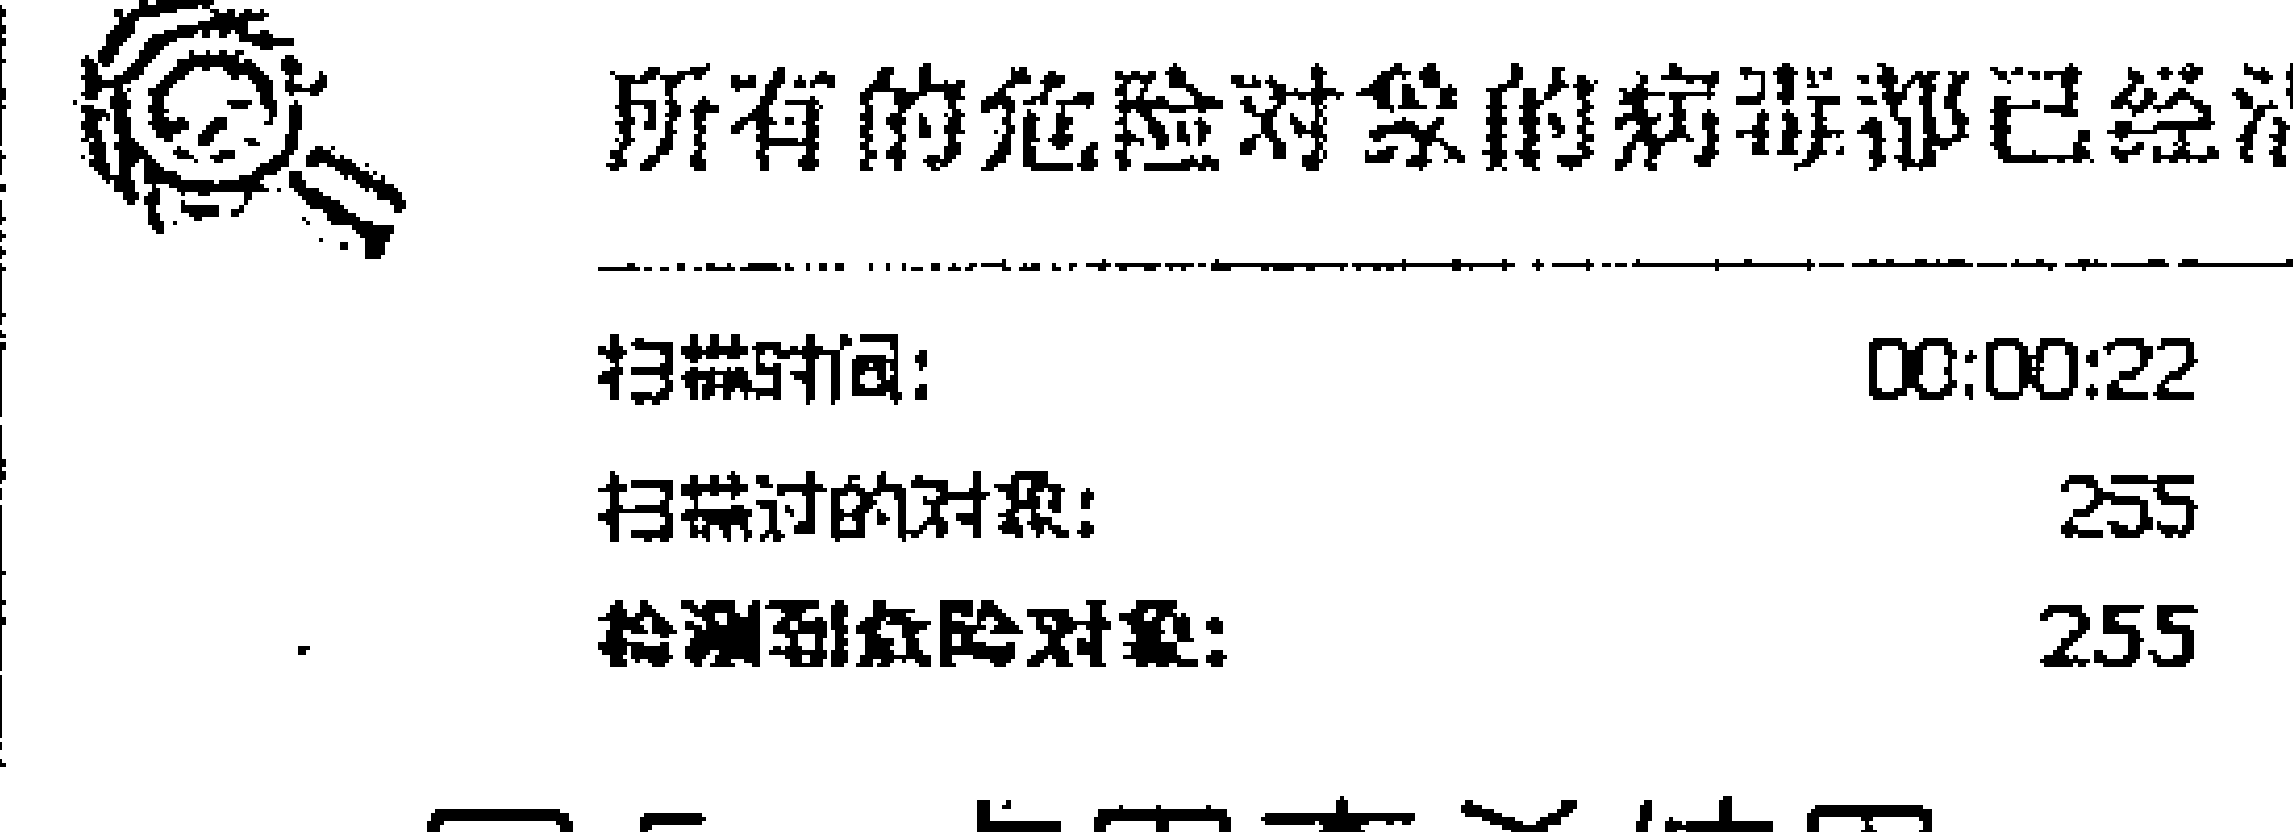 所有的危险对象的病毒都已经清
扫描时间: 00:00:22
扫描过的对象: 255
检测到危险对象: 255